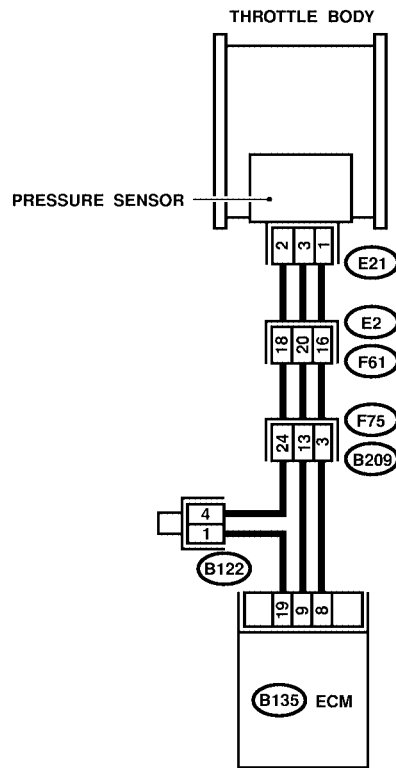 THROTTLE BODY
PRESSURE SENSOR
2 3 1
E21
E2
18 20 16
F61
F75
24 13 3
B209
4
1
B122
19 9 8
B135 ECM